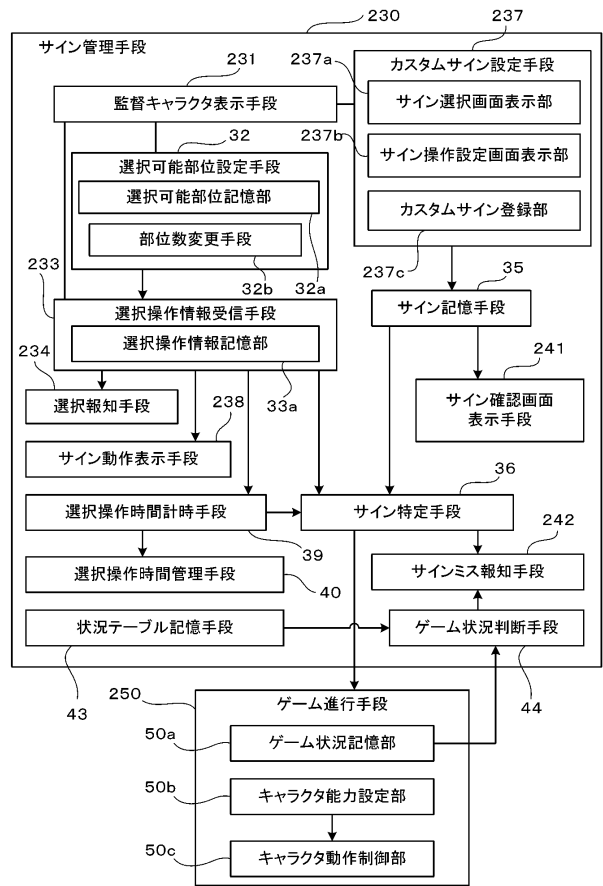 230
サイン管理手段
231
監督キャラクタ表示手段
237
237a
カスタムサイン設定手段
サイン選択画面表示部
237b
サイン操作設定画面表示部
カスタムサイン登録部
237c
32
選択可能部位設定手段
選択可能部位記憶部
部位数変更手段
32b
32a
233
選択操作情報受信手段
選択操作情報記憶部
33a
35
サイン記憶手段
234
選択報知手段
238
サイン動作表示手段
241
サイン確認画面
表示手段
選択操作時間計時手段
39
36
サイン特定手段
選択操作時間管理手段
40
242
サインミス報知手段
状況テーブル記憶手段
43
ゲーム状況判断手段
44
250
ゲーム進行手段
50a
ゲーム状況記憶部
50b
キャラクタ能力設定部
50c
キャラクタ動作制御部